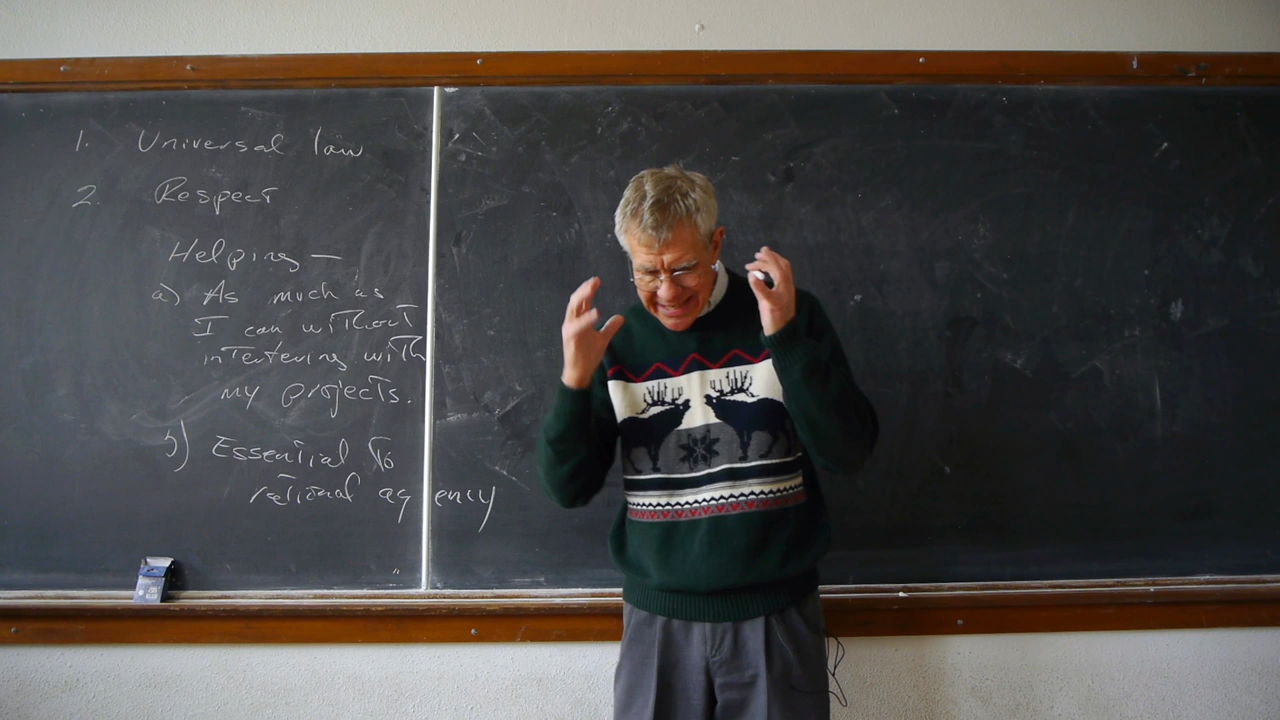 1. Universal law
2. Respect
Helping —
a) As much as
I can without
interfering with
my projects.
b) Essential to
rational agency